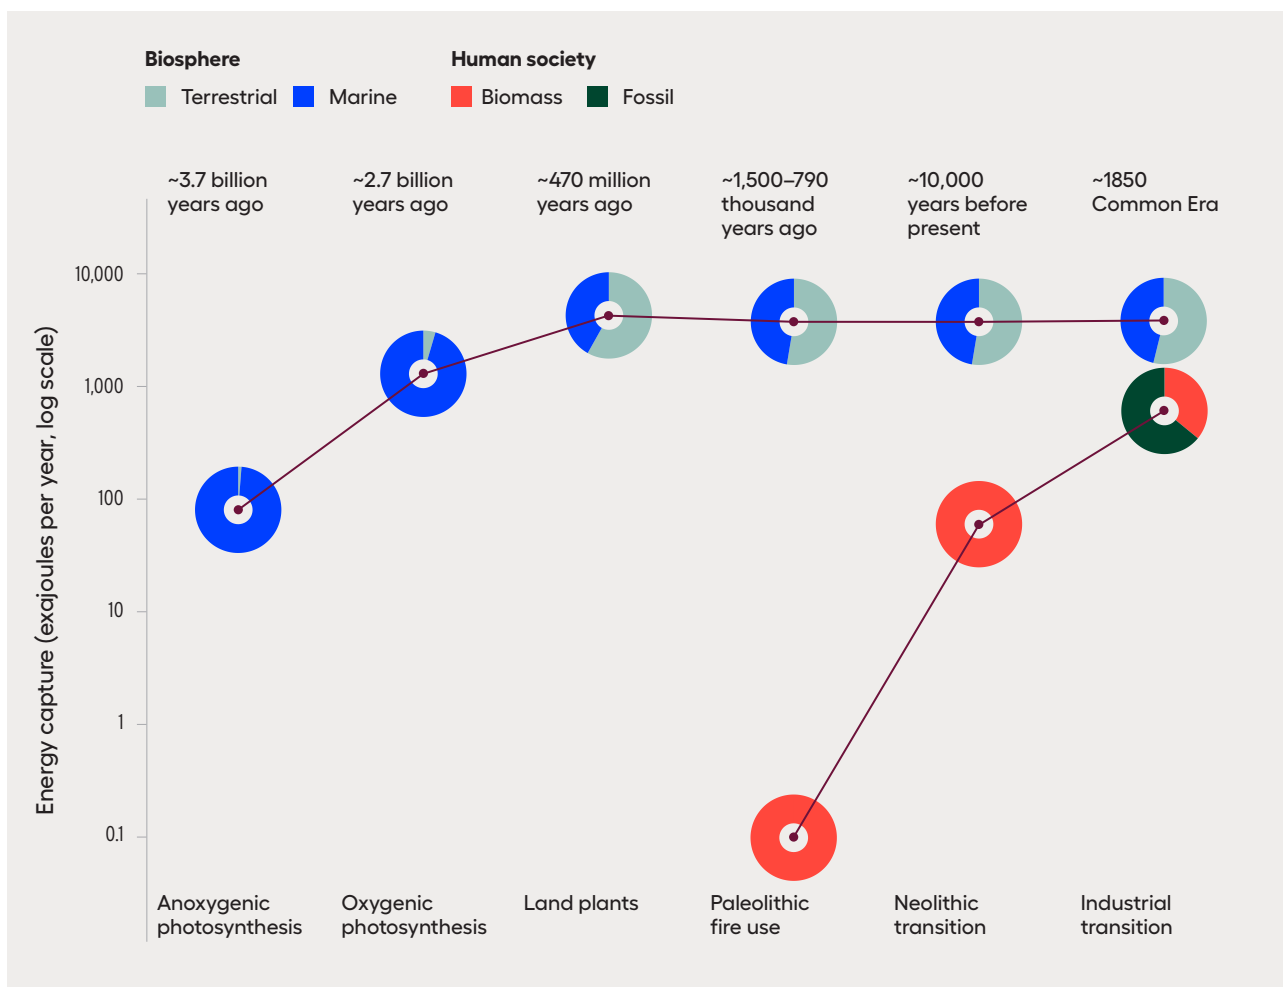 Biosphere
Human society
Terrestrial
Marine
Biomass
Fossil
~3.7 billion
years ago
~2.7 billion
years ago
~470 million
years ago
~1,500–790
thousand
years ago
~10,000
years before
present
~1850
Common Era
Energy capture (exajoules per year, log scale)
10,000
1,000
100
10
1
0.1
Anoxygenic
photosynthesis
Oxygenic
photosynthesis
Land plants
Paleolithic
fire use
Neolithic
transition
Industrial
transition